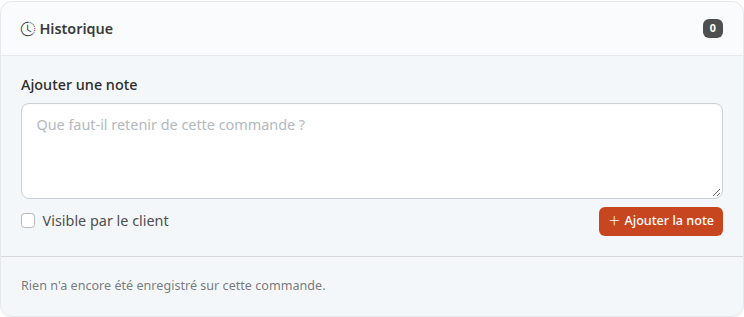 Historique
0
Ajouter une note
Que faut-il retenir de cette commande ?
Visible par le client
+ Ajouter la note
Rien n'a encore été enregistré sur cette commande.